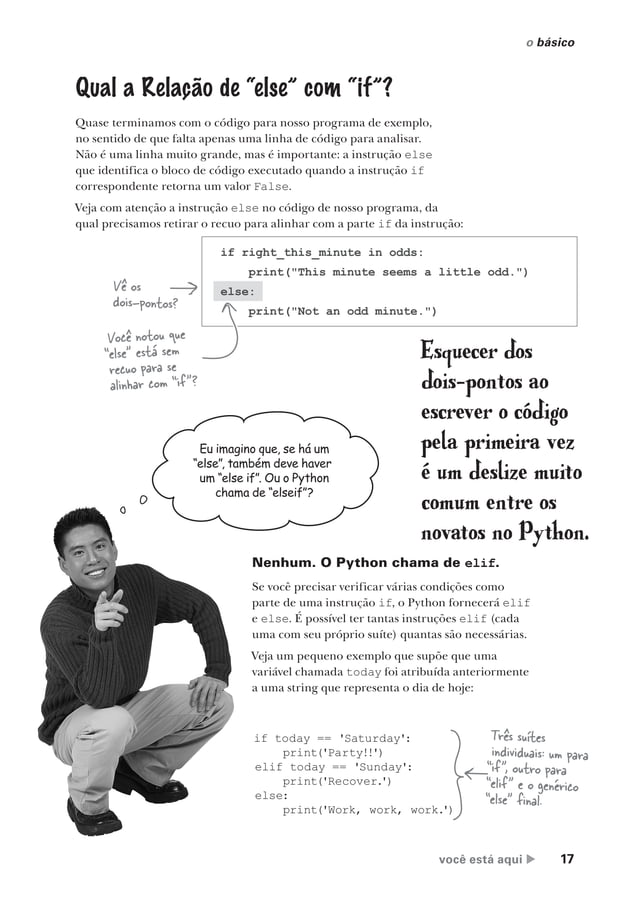 o básico
Qual a Relação de “else” com “if”?
Quase terminamos com o código para nosso programa de exemplo,
no sentido de que falta apenas uma linha de código para analisar.
Não é uma linha muito grande, mas é importante: a instrução else
que identifica o bloco de código executado quando a instrução if
correspondente retorna um valor False.
Veja com atenção a instrução else no código de nosso programa, da
qual precisamos retirar o recuo para alinhar com a parte if da instrução:
if right_this_minute in odds:
print("This minute seems a little odd.")
else:
print("Not an odd minute.")
Vê os
dois-pontos?
Você notou que
“else” está sem
recuo para se
alinhar com “if”?
Esquecer dos
dois-pontos ao
escrever o código
pela primeira vez
é um deslize muito
comum entre os
novatos no Python.
Eu imagino que, se há um
“else”, também deve haver
um “else if”. Ou o Python
chama de “elseif”?
Nenhum. O Python chama de elif.
Se você precisar verificar várias condições como
parte de uma instrução if, o Python fornecerá elif
e else. É possível ter tantas instruções elif (cada
uma com seu próprio suíte) quantas são necessárias.
Veja um pequeno exemplo que supõe que uma
variável chamada today foi atribuída anteriormente
a uma string que representa o dia de hoje:
if today == 'Saturday':
print('Party!!')
elif today == 'Sunday':
print('Recover.')
else:
print('Work, work, work.')
Três suítes
individuais: um para
“if”, outro para
“elif” e o genérico
“else” final.
você está aqui
17